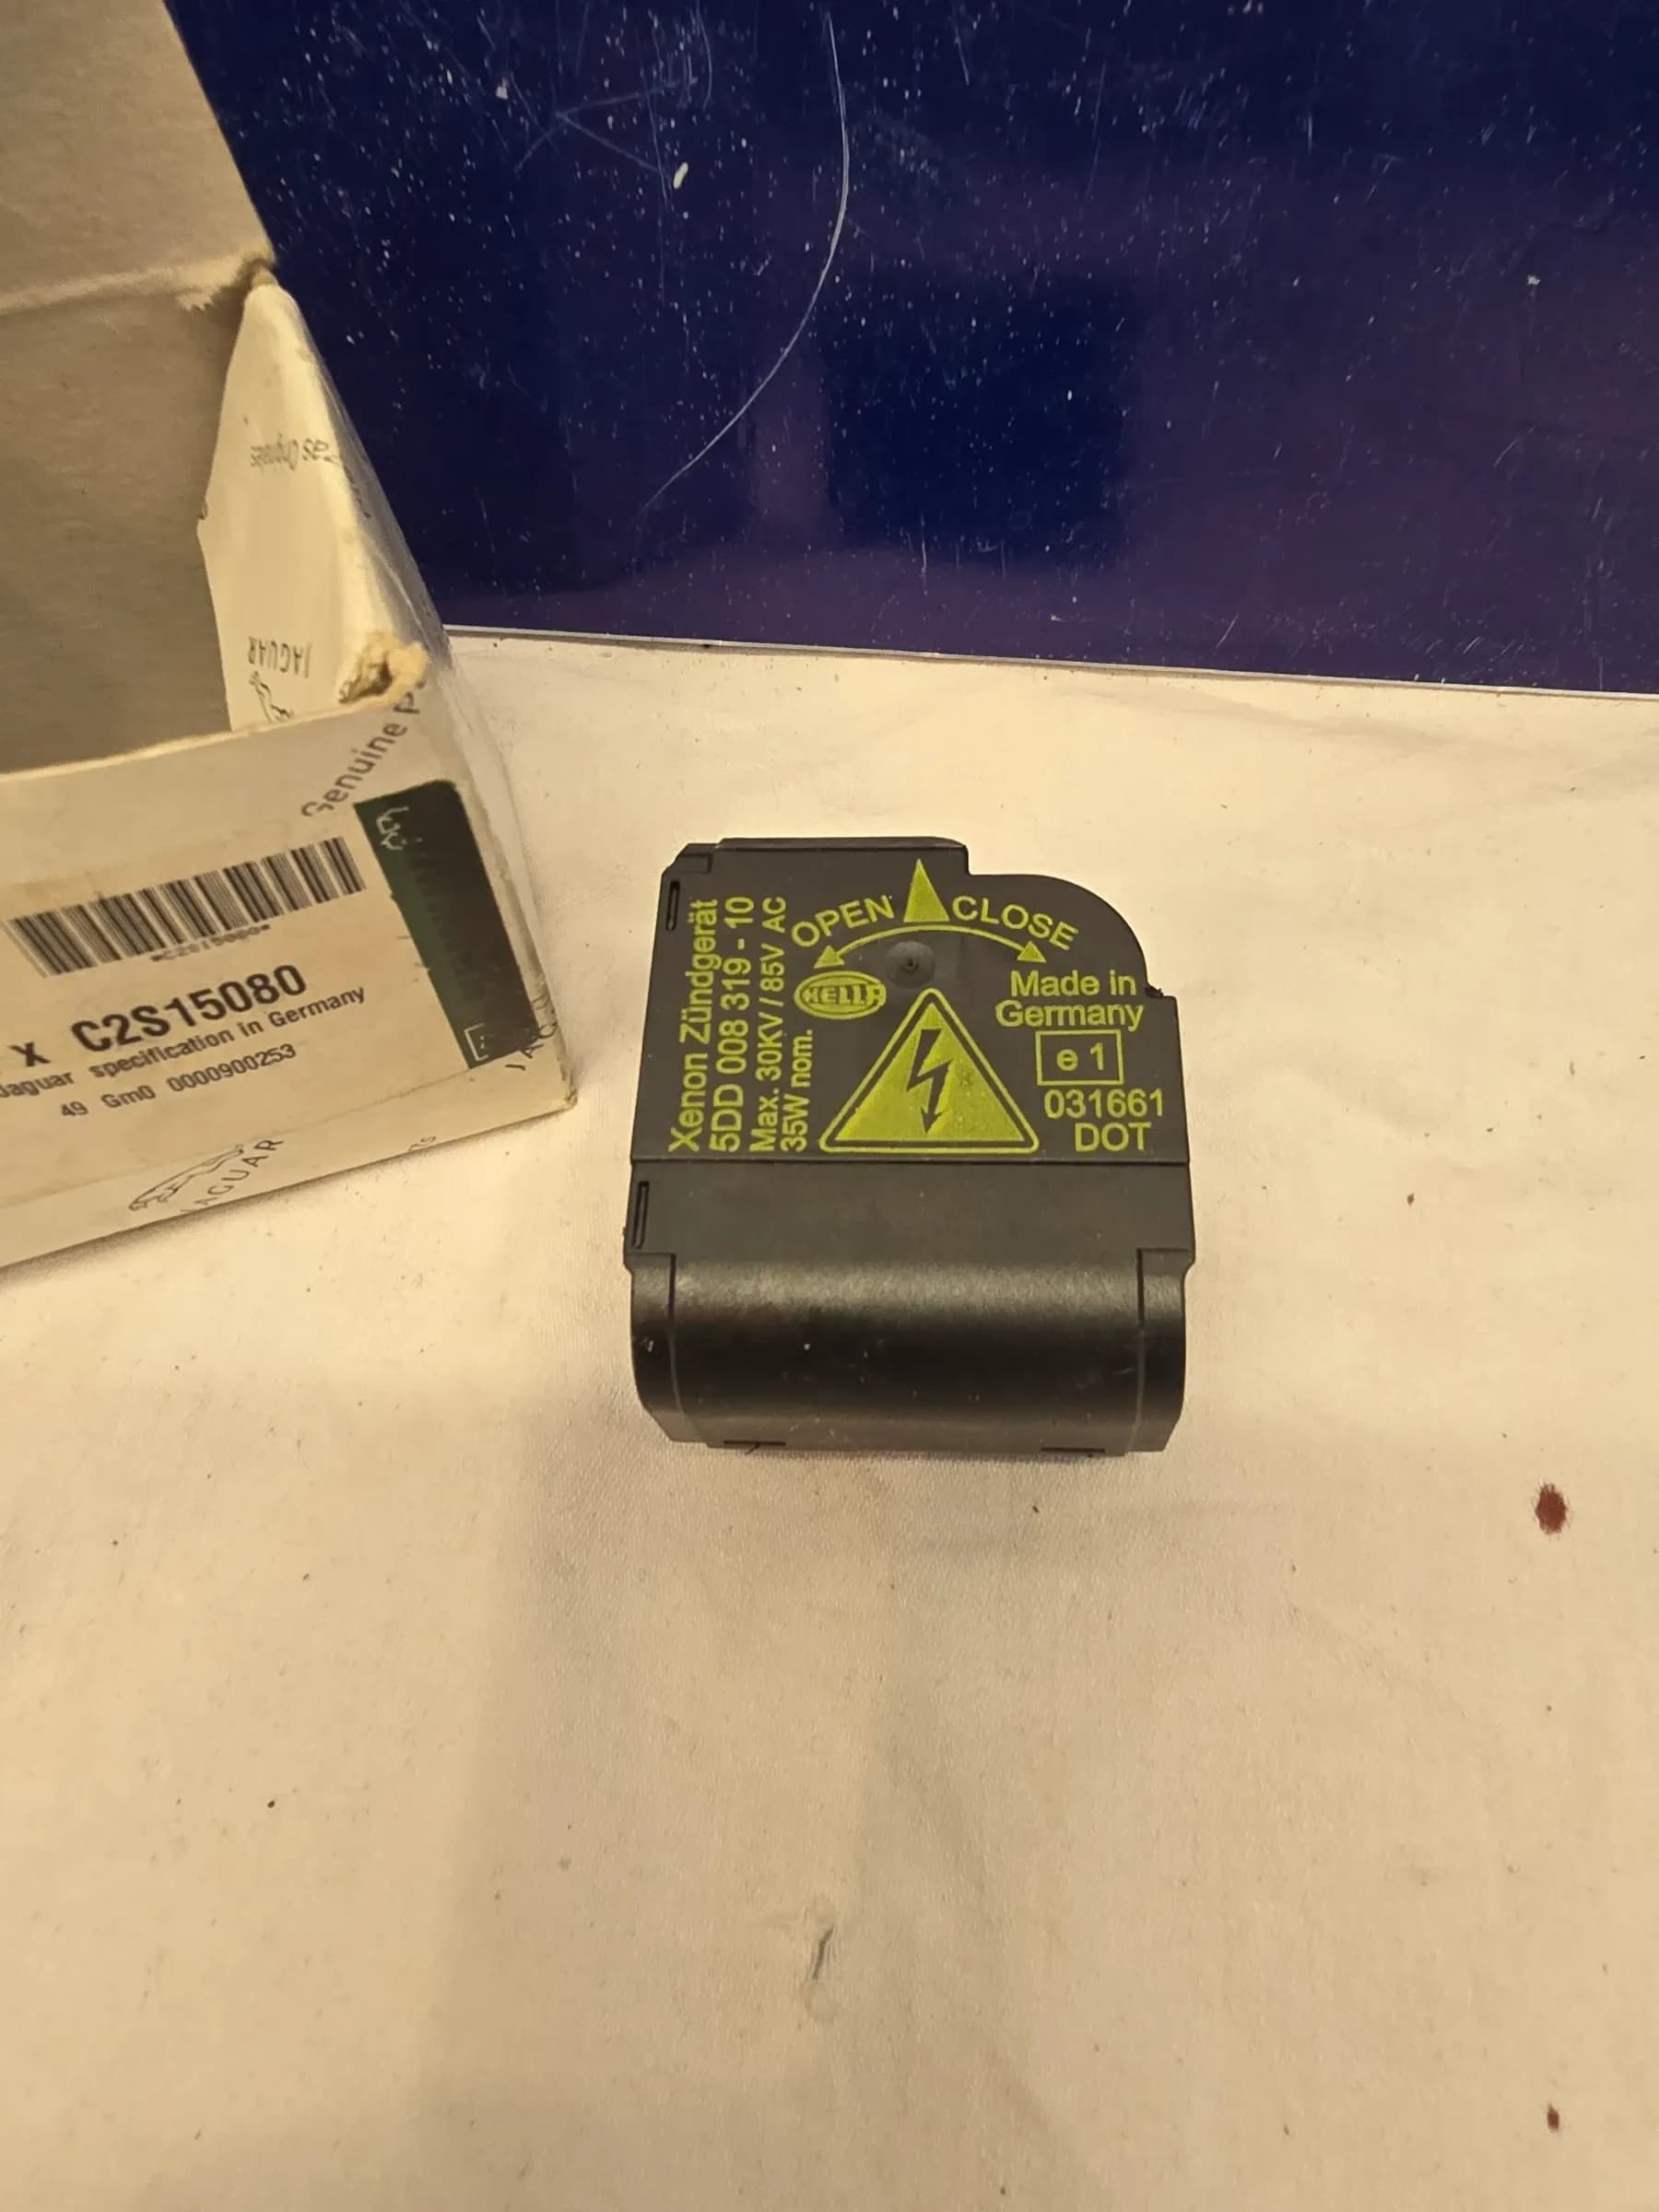 JAGUAR
Genuine
x C2S15080
Jaguar specification in Germany
49 Gm0 0000900253
JAGUAR
Xenon Zündgerät
5DD 008 319 - 10
Max. 30KV / 85V AC
35W nom.
OPEN CLOSE
HELLA
Made in
Germany
e 1
031661
DOT